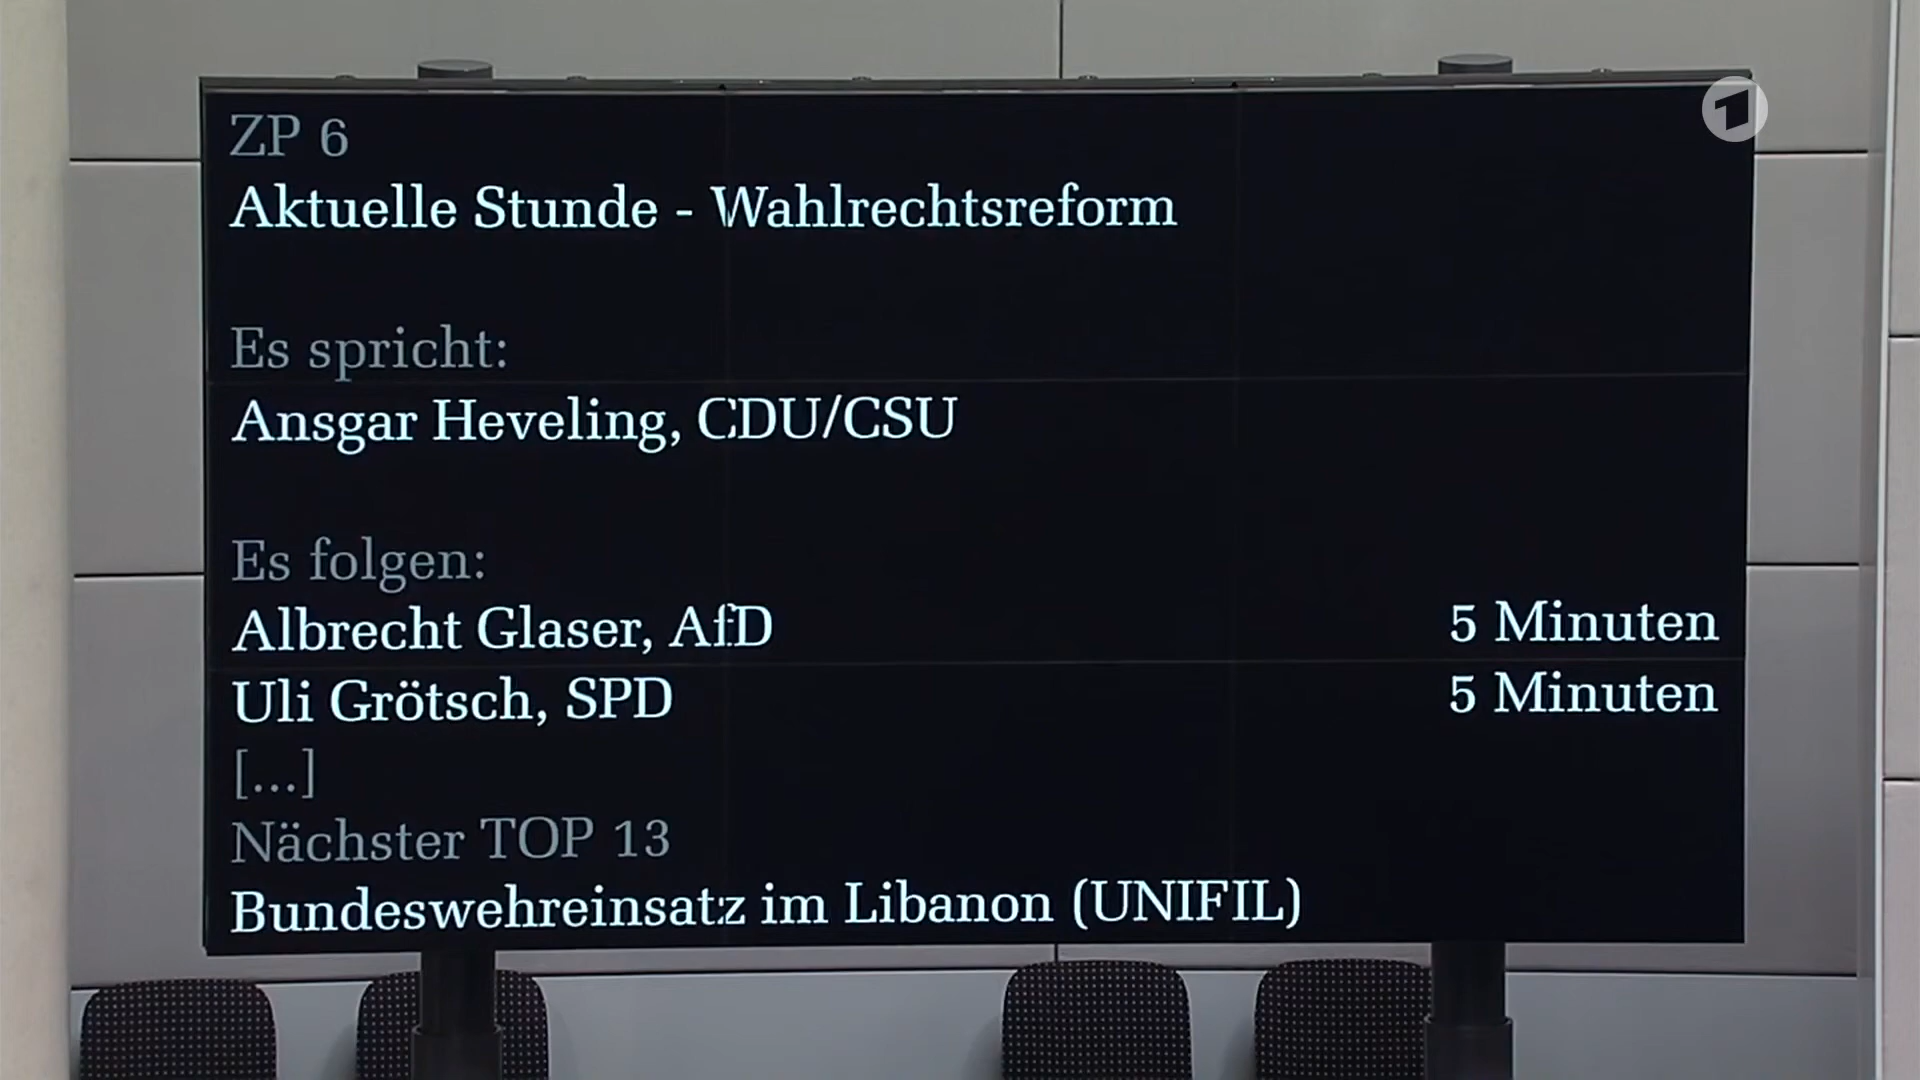 ZP 6
Aktuelle Stunde - Wahlrechtsreform
Es spricht:
Ansgar Heveling, CDU/CSU
Es folgen:
Albrecht Glaser, AfD 5 Minuten
Uli Grötsch, SPD 5 Minuten
[...]
Nächster TOP 13
Bundeswehreinsatz im Libanon (UNIFIL)
1